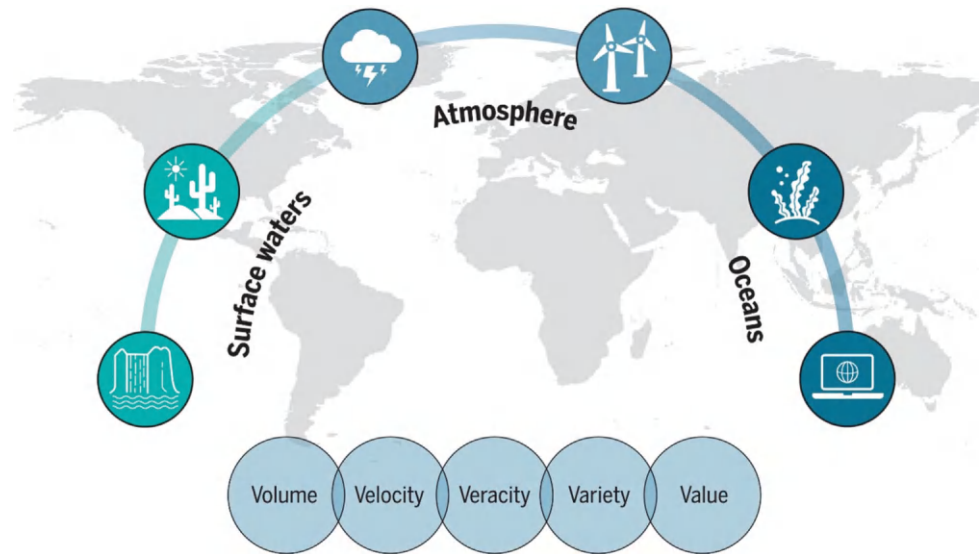 Atmosphere
Surface waters
Oceans
Volume
Velocity
Veracity
Variety
Value